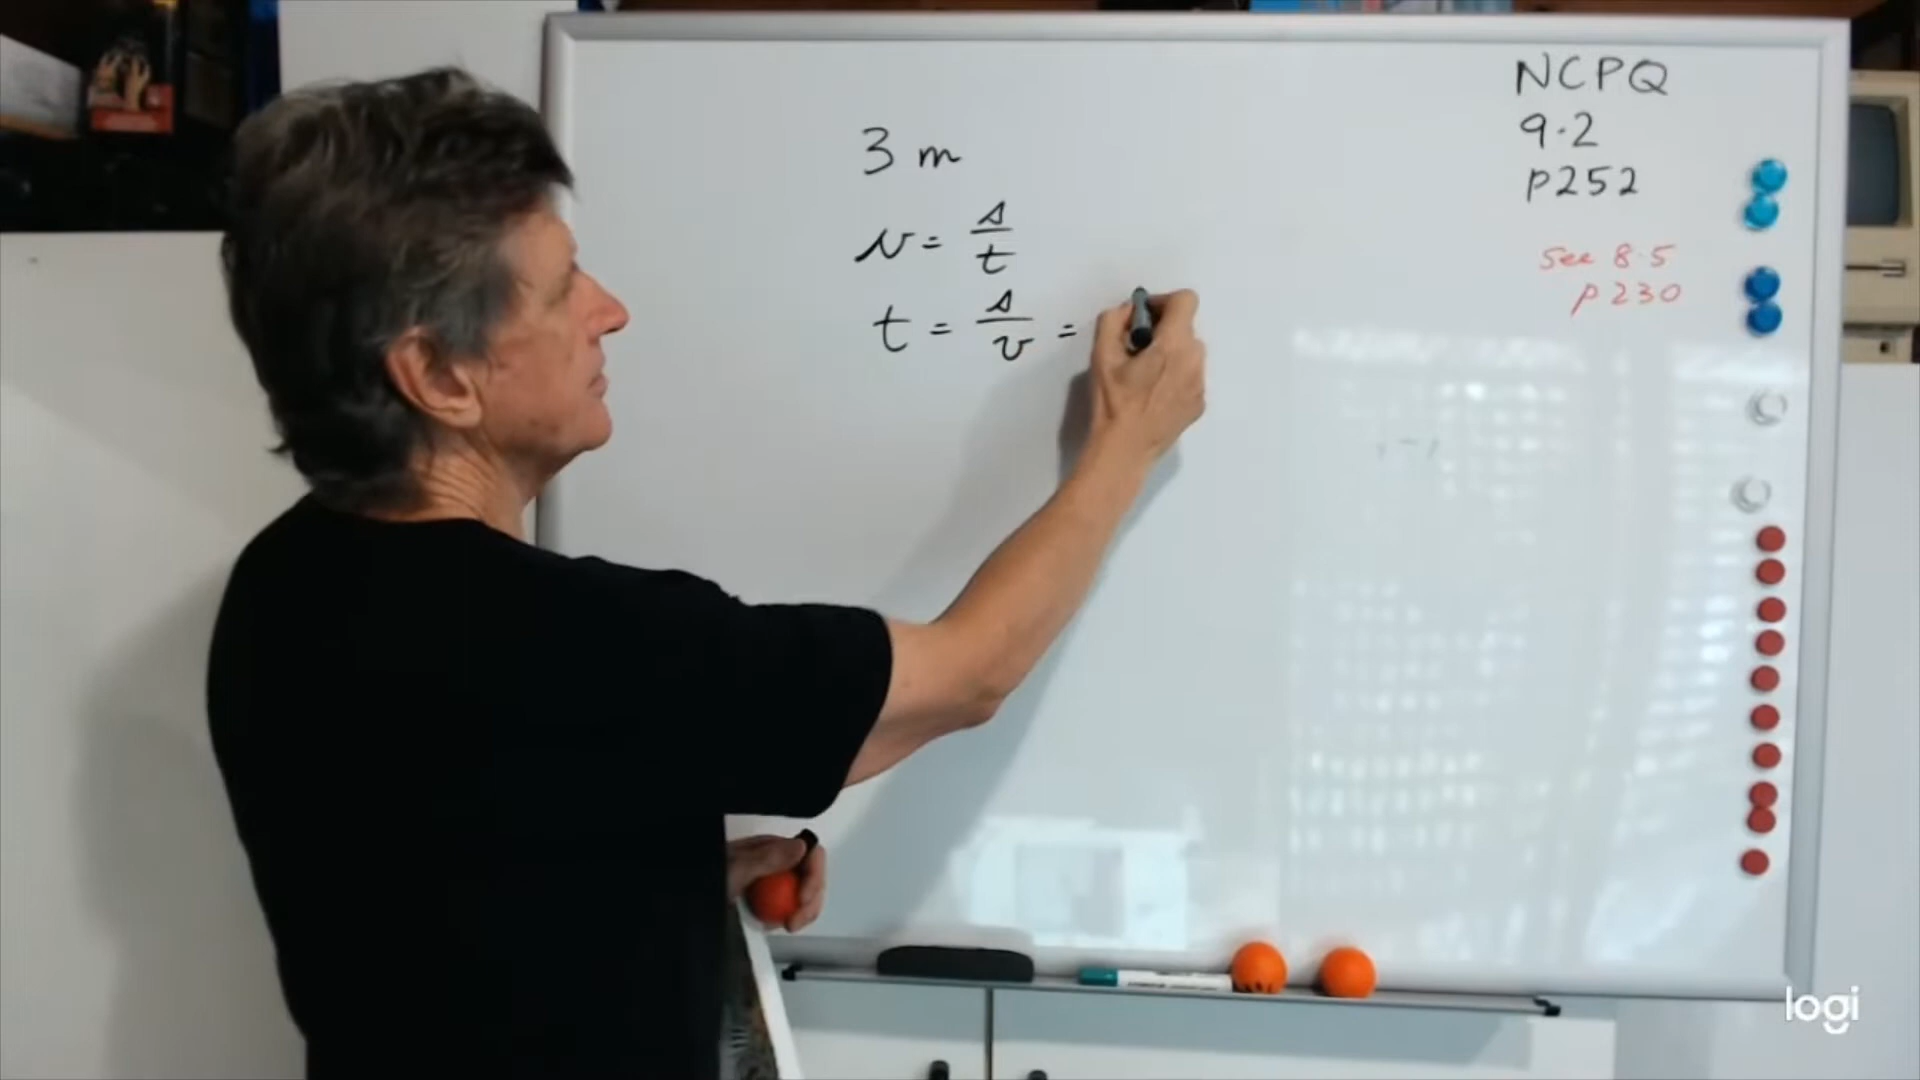 3 m
v = s/t
t = s/v =
NCPQ
9.2
p252
See 8.5
p230
logi